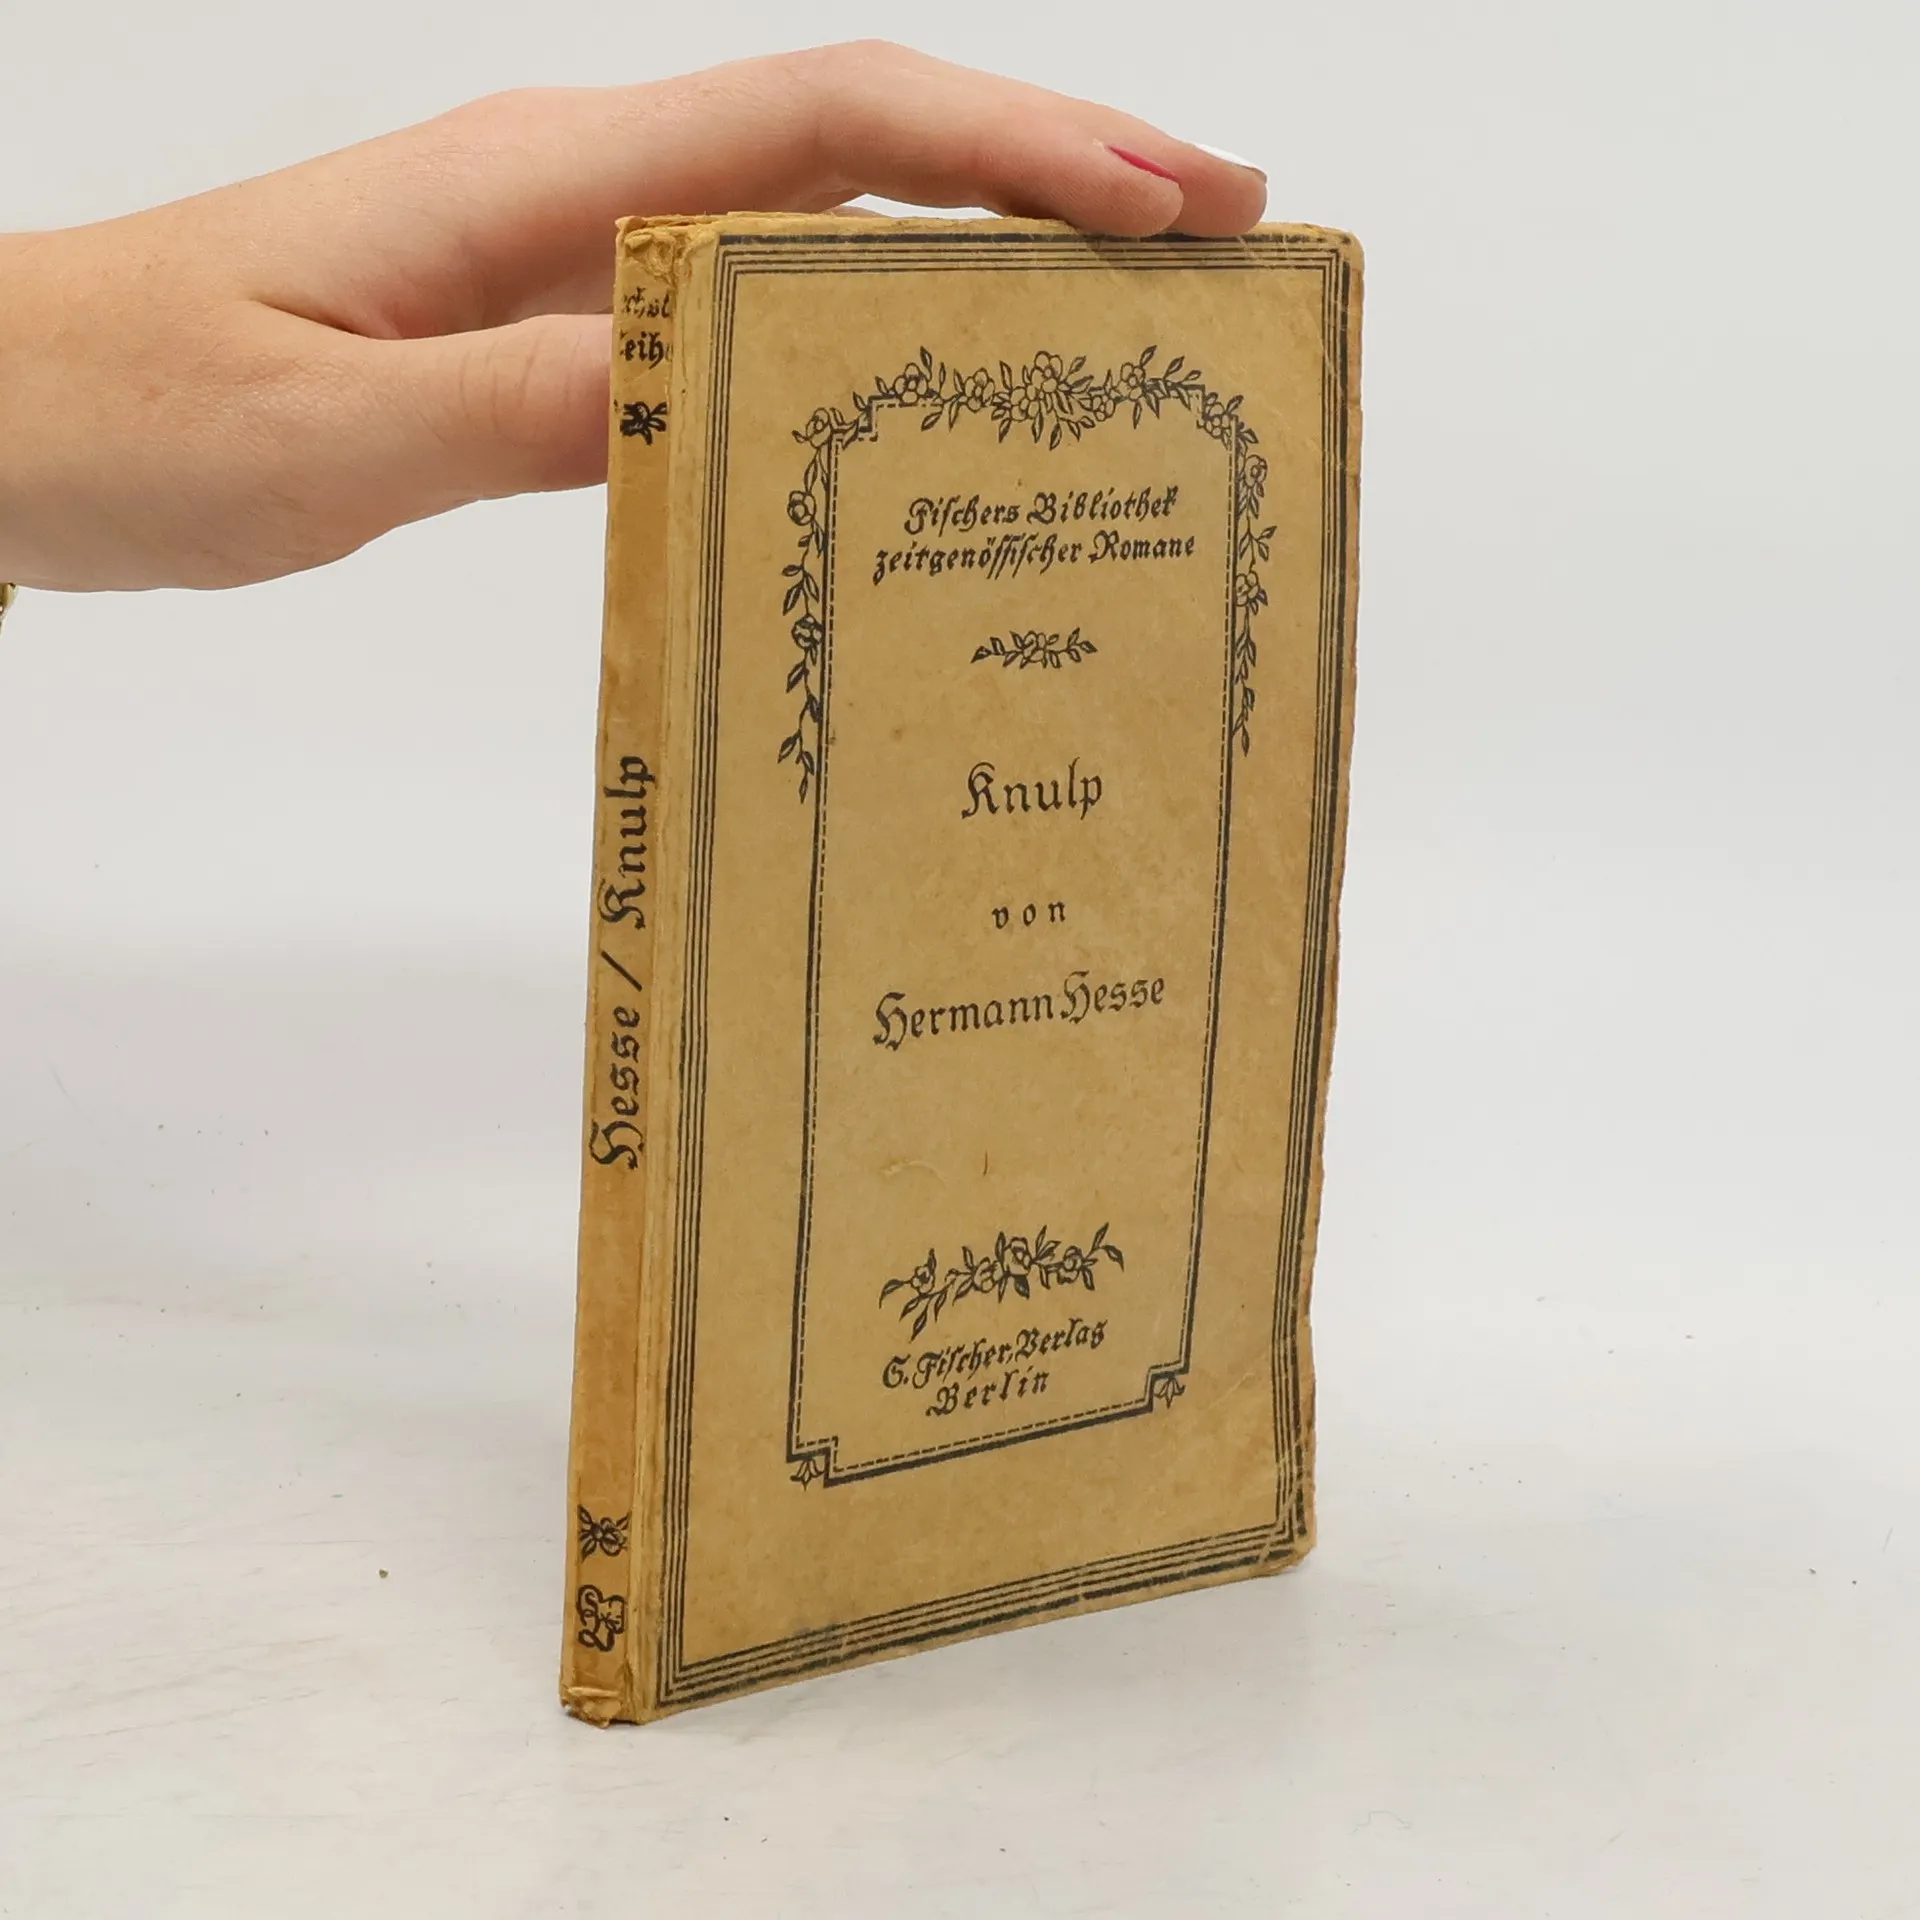 Fischers Bibliothek
zeitgenössischer Romane
Knulp
von
Hermann Hesse
S. Fischer, Verlag
Berlin
Hesse / Knulp